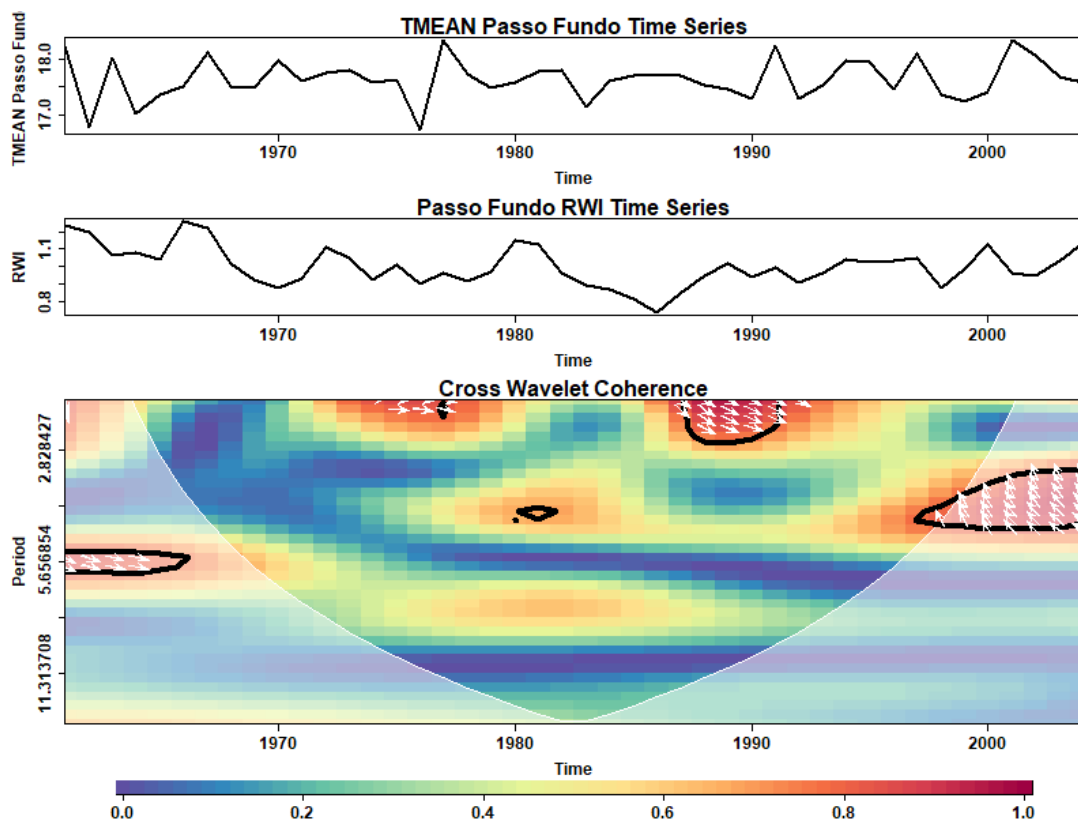 TMEAN Passo Fundo Time Series
TMEAN Passo Fund
18.0
17.0
1970
1980
1990
2000
Time
Passo Fundo RWI Time Series
RWI
1.1
0.8
1970
1980
1990
2000
Time
Cross Wavelet Coherence
Period
2.828427
5.656854
11.313708
1970
1980
1990
2000
Time
0.0
0.2
0.4
0.6
0.8
1.0